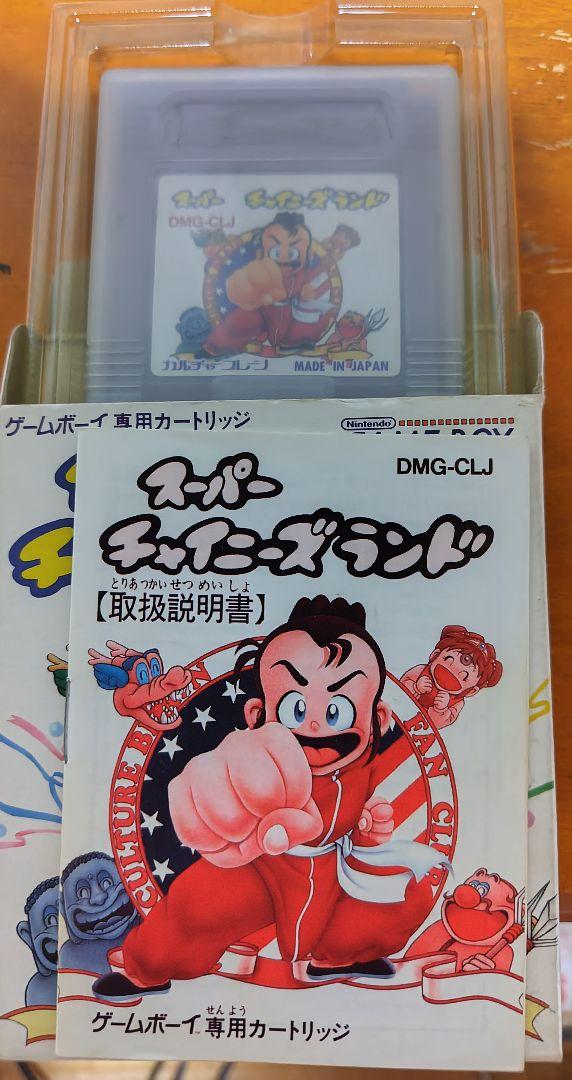 スーパー チャイニーズランド
DMG-CLJ
カルチャーブレーン MADE IN JAPAN
ゲームボーイ専用カートリッジ
Nintendo
GAME BOY
DMG-CLJ
スーパー
チャイニーズランド
とりあつかいせつめいしょ
【取扱説明書】
CULTURE B N
FAN CLUB
せんよう
ゲームボーイ™専用カートリッジ